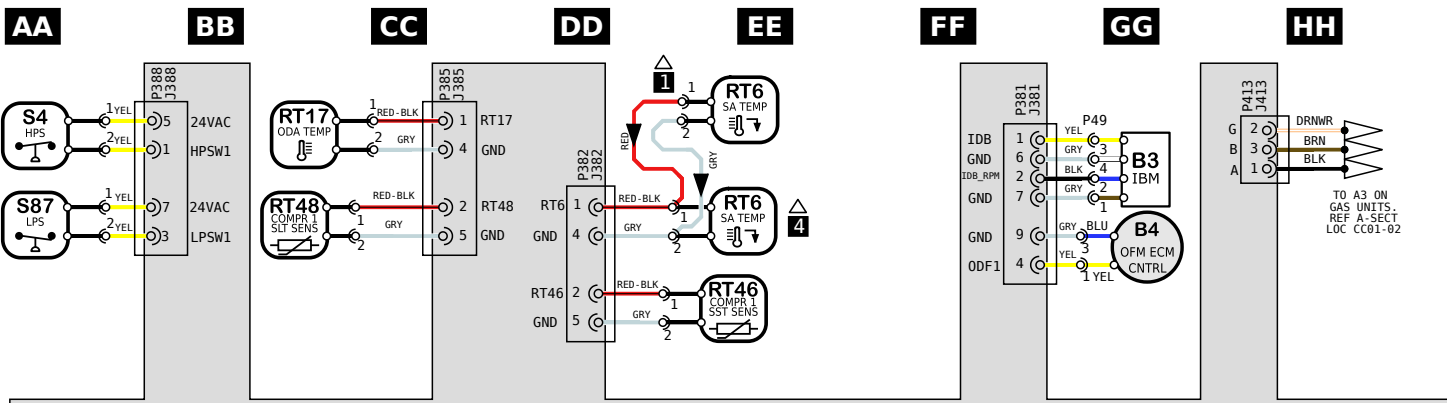 AA BB CC DD EE FF GG HH
P388
J388
S4
HPS
1 YEL
2 YEL
5 24VAC
1 HPSW1
S87
LPS
1 YEL
2 YEL
7 24VAC
3 LPSW1
P385
J385
RT17
ODA TEMP
1 RED-BLK
2 GRY
1 RT17
4 GND
RT48
COMPR 1
SLT SENS
1 RED-BLK
2 GRY
2 RT48
5 GND
P382
J382
RT6 1 RED-BLK 1
GND 4 GRY 2
RT46 2 RED-BLK 1
GND 5 GRY 2
1
1
2
RED
GRY
RT6
SA TEMP
RT6
SA TEMP
4
RT46
COMPR 1
SST SENS
P381
J381
P49
IDB 1 YEL
GND 6 GRY 3
IDB_RPM 2 BLK 4
GND 7 GRY 2
1
B3
IBM
GND 9 GRY BLU
3
ODF1 4 YEL
1 YEL
B4
OFM ECM
CNTRL
P413
J413
G 2 DRNWR
B 3 BRN
A 1 BLK
TO A3 ON
GAS UNITS.
REF A-SECT
LOC CC01-02